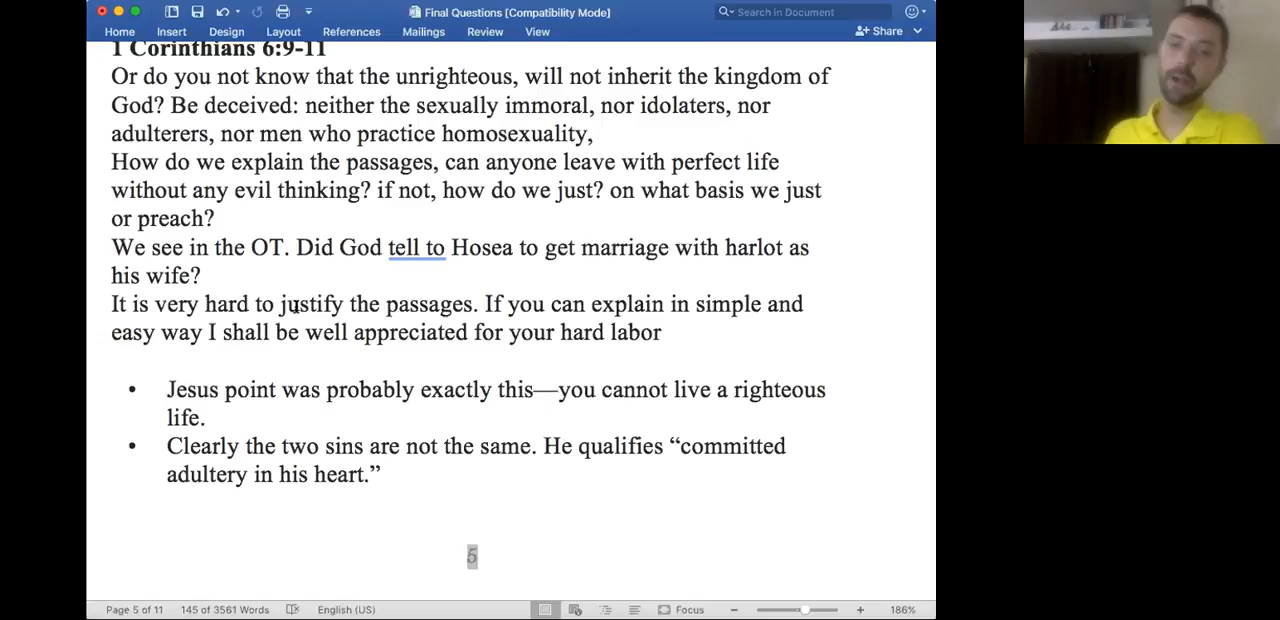 Final Questions [Compatibility Mode]
Search in Document
Home Insert Design Layout References Mailings Review View Share
1 Corinthians 6:9-11
Or do you not know that the unrighteous, will not inherit the kingdom of
God? Be deceived: neither the sexually immoral, nor idolaters, nor
adulterers, nor men who practice homosexuality,
How do we explain the passages, can anyone leave with perfect life
without any evil thinking? if not, how do we just? on what basis we just
or preach?
We see in the OT. Did God tell to Hosea to get marriage with harlot as
his wife?
It is very hard to justify the passages. If you can explain in simple and
easy way I shall be well appreciated for your hard labor
• Jesus point was probably exactly this—you cannot live a righteous
life.
• Clearly the two sins are not the same. He qualifies “committed
adultery in his heart.”
5
Page 5 of 11 145 of 3561 Words English (US) Focus 186%